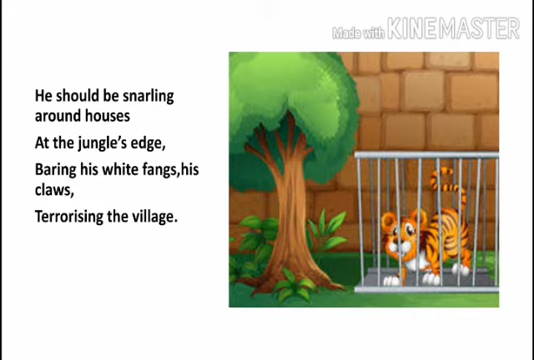 Made with KINEMASTER
He should be snarling
around houses
At the jungle's edge,
Baring his white fangs,his
claws,
Terrorising the village.